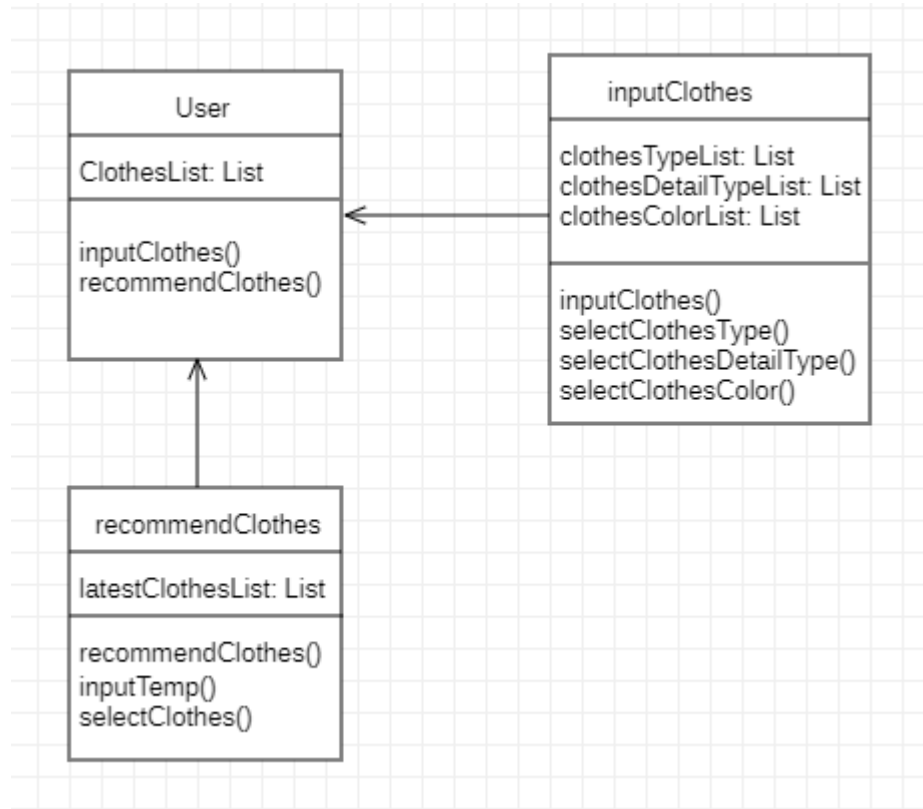 User
ClothesList: List
inputClothes()
recommendClothes()
inputClothes
clothesTypeList: List
clothesDetailTypeList: List
clothesColorList: List
inputClothes()
selectClothesType()
selectClothesDetailType()
selectClothesColor()
recommendClothes
latestClothesList: List
recommendClothes()
inputTemp()
selectClothes()